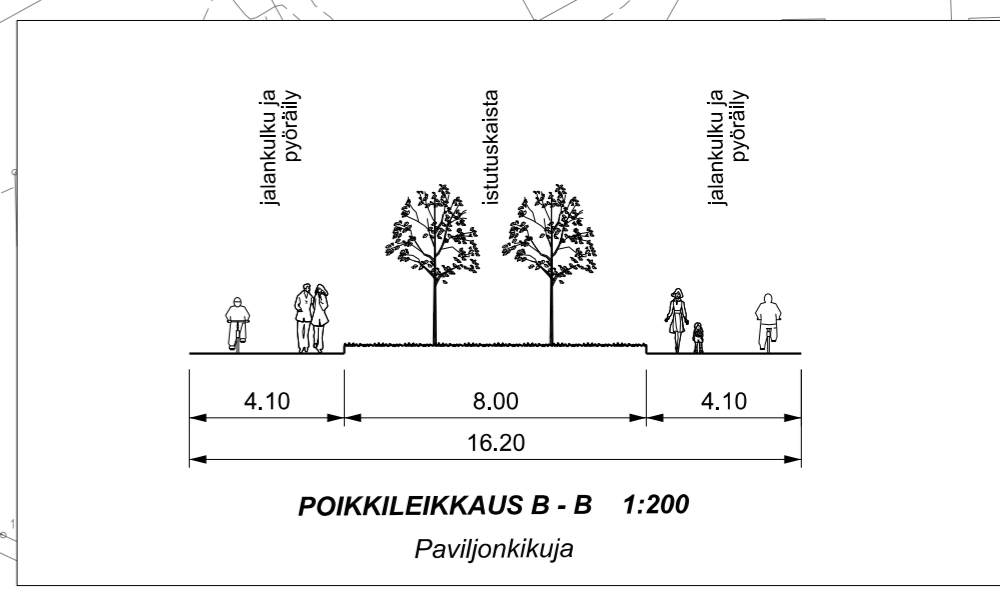 jalankulku ja
pyöräily
istutuskaista
jalankulku ja
pyöräily
4.10
8.00
4.10
16.20
POIKKILEIKKAUS B - B 1:200
Paviljonkikuja
1